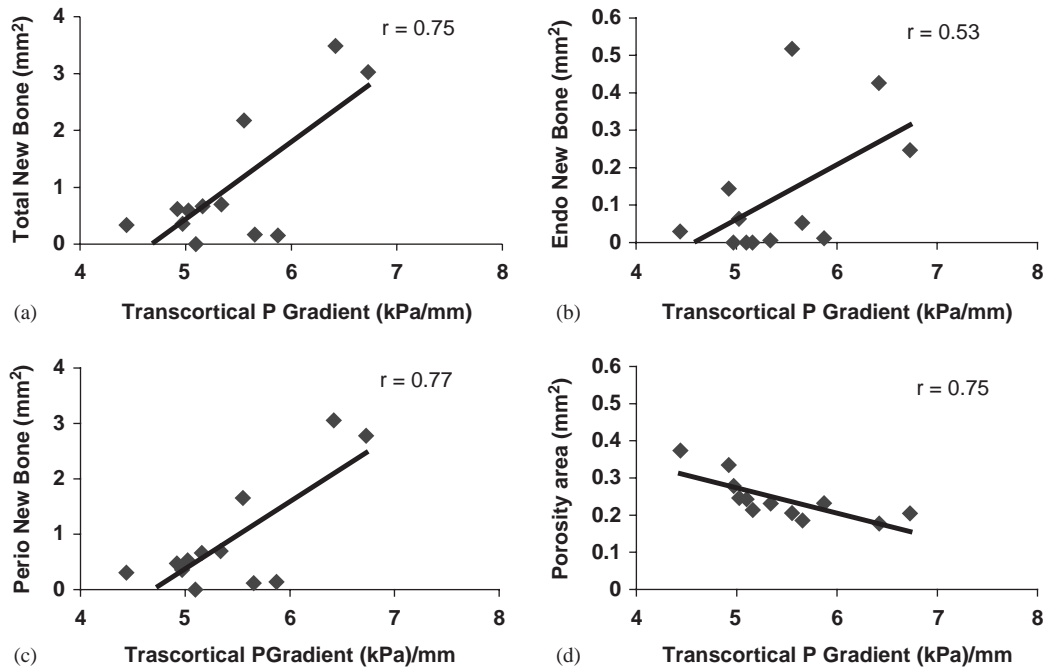 Total New Bone (mm²)
4
3
2
1
0
r = 0.75
4 5 6 7 8
(a) Transcortical P Gradient (kPa/mm)
Endo New Bone (mm²)
0.6
0.5
0.4
0.3
0.2
0.1
0
r = 0.53
4 5 6 7 8
(b) Transcortical P Gradient (kPa/mm)
Perio New Bone (mm²)
4
3
2
1
0
r = 0.77
4 5 6 7 8
(c) Trascortical PGradient (kPa)/mm
Porosity area (mm²)
0.6
0.5
0.4
0.3
0.2
0.1
0
r = 0.75
4 5 6 7 8
(d) Transcortical P Gradient (kPa)/mm